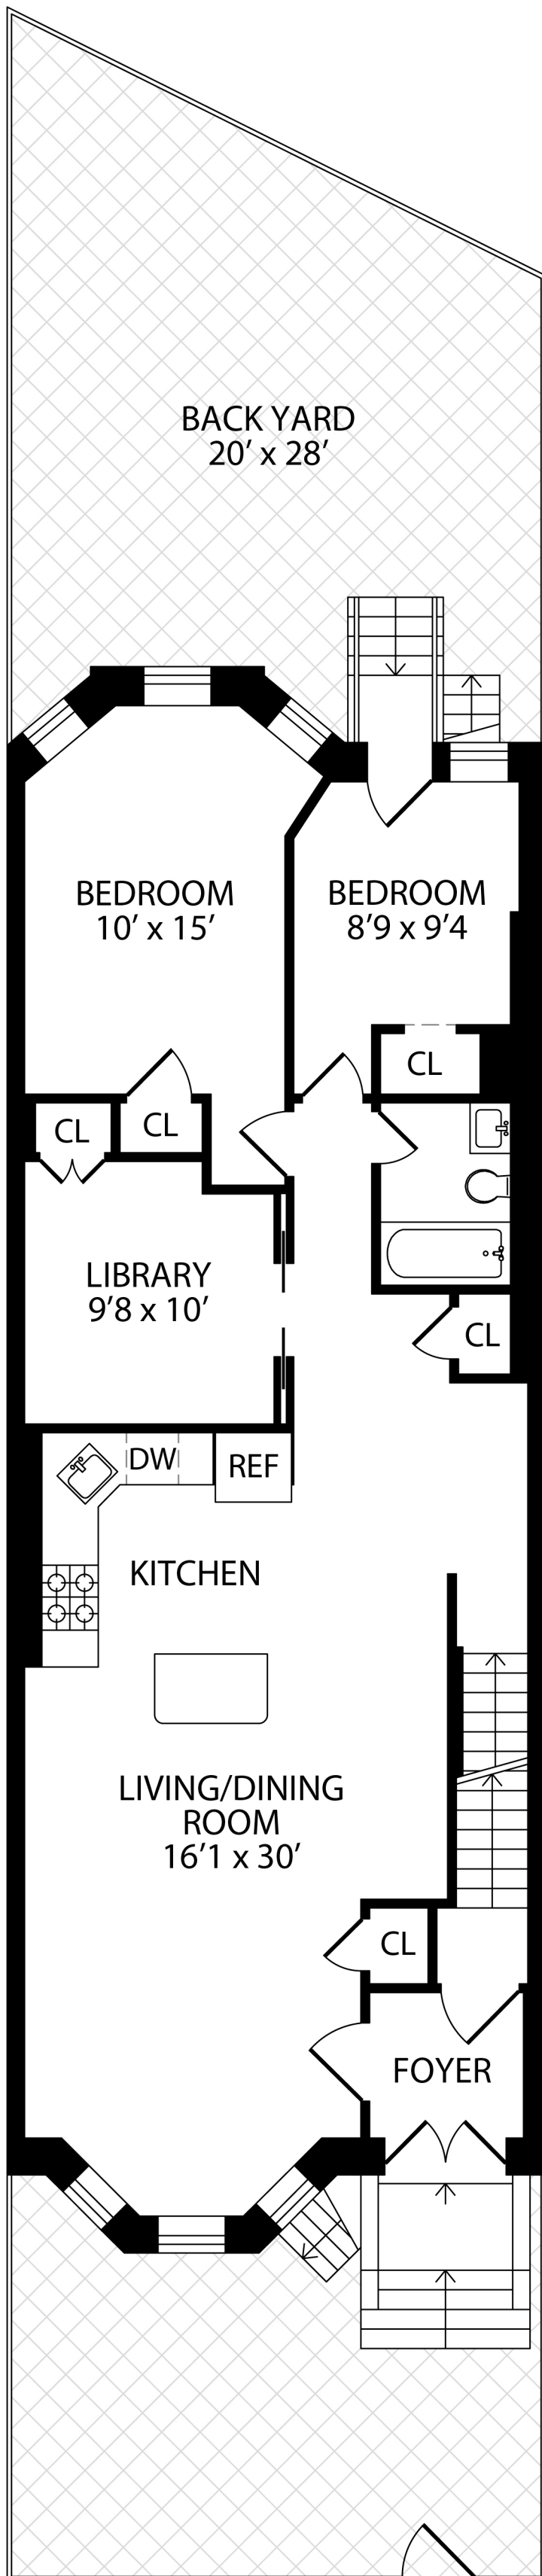 BACK YARD
20' x 28'
BEDROOM
10' x 15'
BEDROOM
8'9 x 9'4
CL
CL
CL
LIBRARY
9'8 x 10'
CL
DW
REF
KITCHEN
LIVING/DINING
ROOM
16'1 x 30'
CL
FOYER